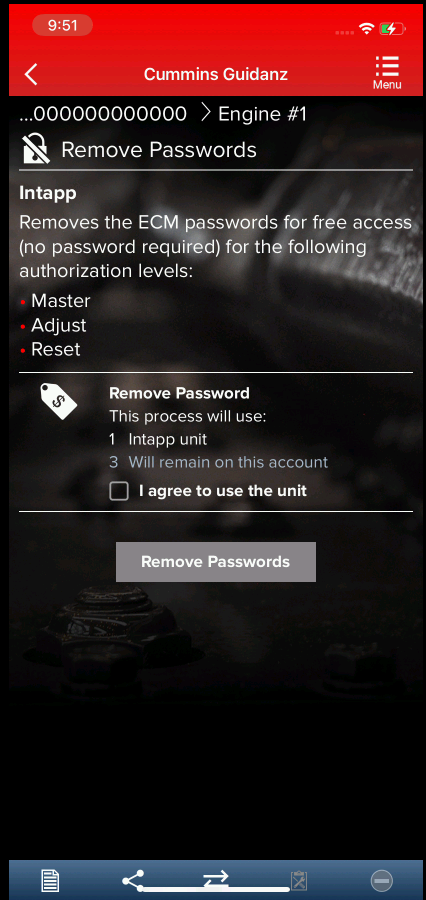 9:51
Cummins Guidanz
Menu
...000000000000 > Engine #1
Remove Passwords
Intapp
Removes the ECM passwords for free access
(no password required) for the following
authorization levels:
• Master
• Adjust
• Reset
$
Remove Password
This process will use:
1 Intapp unit
3 Will remain on this account
I agree to use the unit
Remove Passwords